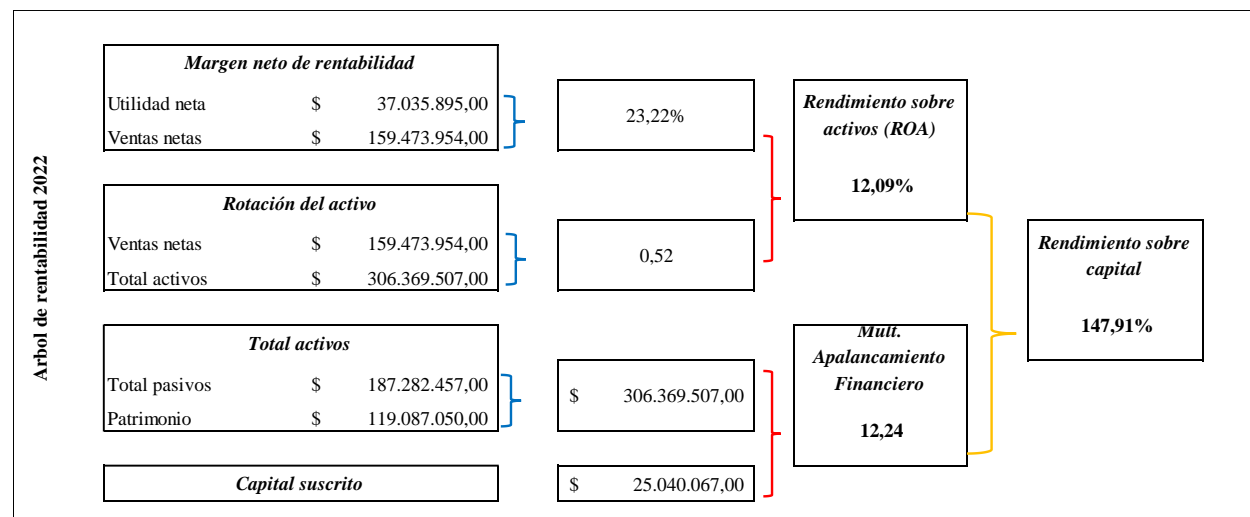 Arbol de rentabilidad 2022
Margen neto de rentabilidad
Utilidad neta $ 37.035.895,00
Ventas netas $ 159.473.954,00
23,22%
Rotación del activo
Ventas netas $ 159.473.954,00
Total activos $ 306.369.507,00
0,52
Rendimiento sobre
activos (ROA)
12,09%
Total activos
Total pasivos $ 187.282.457,00
Patrimonio $ 119.087.050,00
$ 306.369.507,00
Capital suscrito
$ 25.040.067,00
Mult.
Apalancamiento
Financiero
12,24
Rendimiento sobre
capital
147,91%